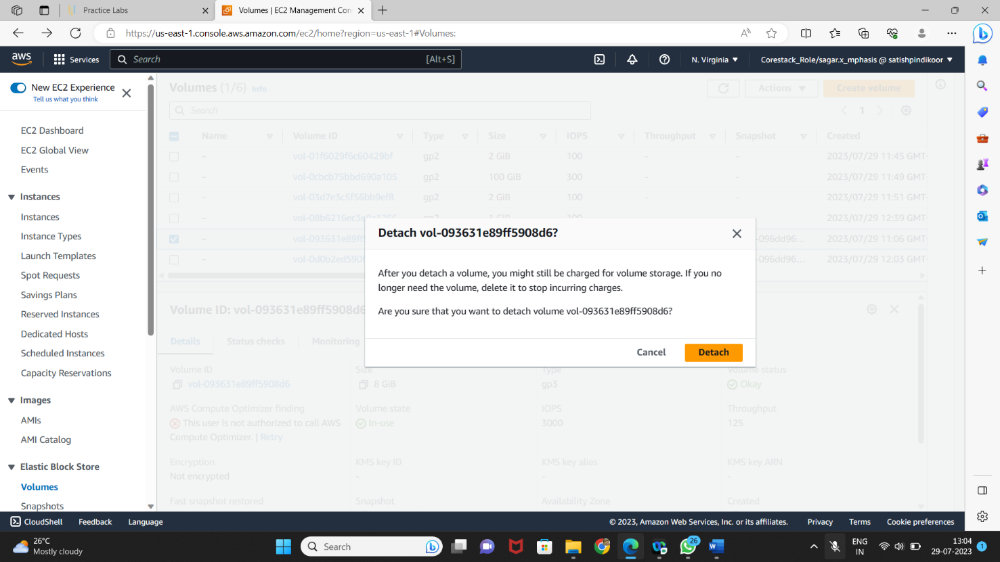 Practice Labs
Volumes | EC2 Management Con
https://us-east-1.console.aws.amazon.com/ec2/home?region=us-east-1#Volumes:
aws
Services
Search
[Alt+S]
N. Virginia
Corestack_Role/sagar.x_mphasis @ satishpindikoor
New EC2 Experience
Tell us what you think
EC2 Dashboard
EC2 Global View
Events
Instances
Instances
Instance Types
Launch Templates
Spot Requests
Savings Plans
Reserved Instances
Dedicated Hosts
Scheduled Instances
Capacity Reservations
Images
AMIs
AMI Catalog
Elastic Block Store
Volumes
Snapshots
Volumes (1/6) Info
Actions
Create volume
Search
1
Name Volume ID Type Size IOPS Throughput Snapshot Created
– vol-01f6029f6c60429bf gp2 2 GiB 100 – – 2023/07/29 11:45 GMT
– vol-0cbcb75bbd690a105 gp2 100 GiB 300 – – 2023/07/29 11:49 GMT
– vol-03d7e3c5f56bb9ef8 gp2 2 GiB 100 – – 2023/07/29 11:51 GMT
– 2023/07/29 12:39 GMT
– vol-093631e89ff5 -096dd96... 2023/07/29 11:06 GMT
– vol-0d0b2ed590f -096dd96... 2023/07/29 12:03 GMT
Detach vol-093631e89ff5908d6?
After you detach a volume, you might still be charged for volume storage. If you no
longer need the volume, delete it to stop incurring charges.
Are you sure that you want to detach volume vol-093631e89ff5908d6?
Cancel
Detach
Volume ID: vol-093631e89ff5908d6
Details
Status checks
Monitoring
Volume ID
vol-093631e89ff5908d6
Size
8 GiB
Type
gp3
Volume status
Okay
AWS Compute Optimizer finding
This user is not authorized to call AWS
Compute Optimizer. | Retry
Volume state
In-use
IOPS
3000
Throughput
125
Encryption
Not encrypted
KMS key ID
–
KMS key alias
–
KMS key ARN
–
Fast snapshot restored
Snapshot
Availability Zone
Created
CloudShell
Feedback
Language
© 2023, Amazon Web Services, Inc. or its affiliates.
Privacy
Terms
Cookie preferences
26°C
Mostly cloudy
Search
26
ENG
IN
13:04
29-07-2023
1